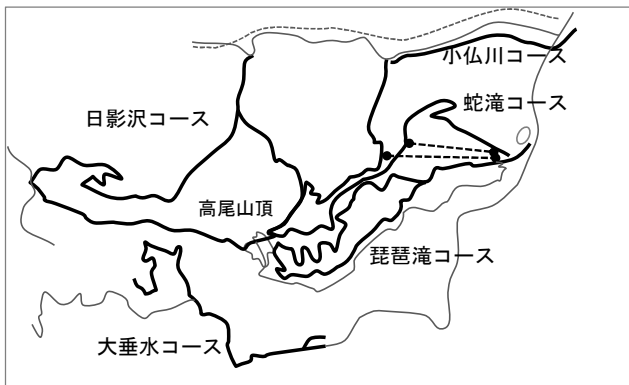 小仏川コース
蛇滝コース
日影沢コース
高尾山頂
琵琶滝コース
大垂水コース